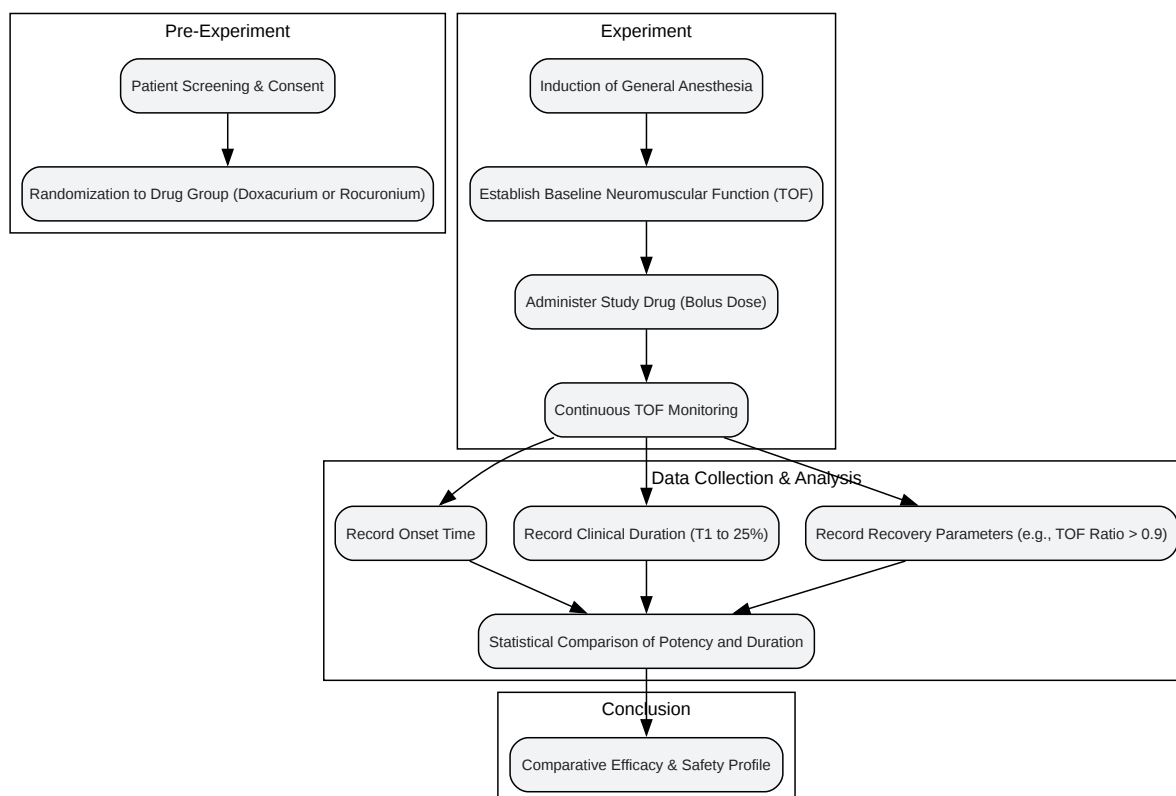 Pre-Experiment
Patient Screening & Consent
Randomization to Drug Group (Doxacurium or Rocuronium)
Experiment
Induction of General Anesthesia
Establish Baseline Neuromuscular Function (TOF)
Administer Study Drug (Bolus Dose)
Continuous TOF Monitoring
Data Collection & Analysis
Record Onset Time
Record Clinical Duration (T1 to 25%)
Record Recovery Parameters (e.g., TOF Ratio > 0.9)
Statistical Comparison of Potency and Duration
Conclusion
Comparative Efficacy & Safety Profile